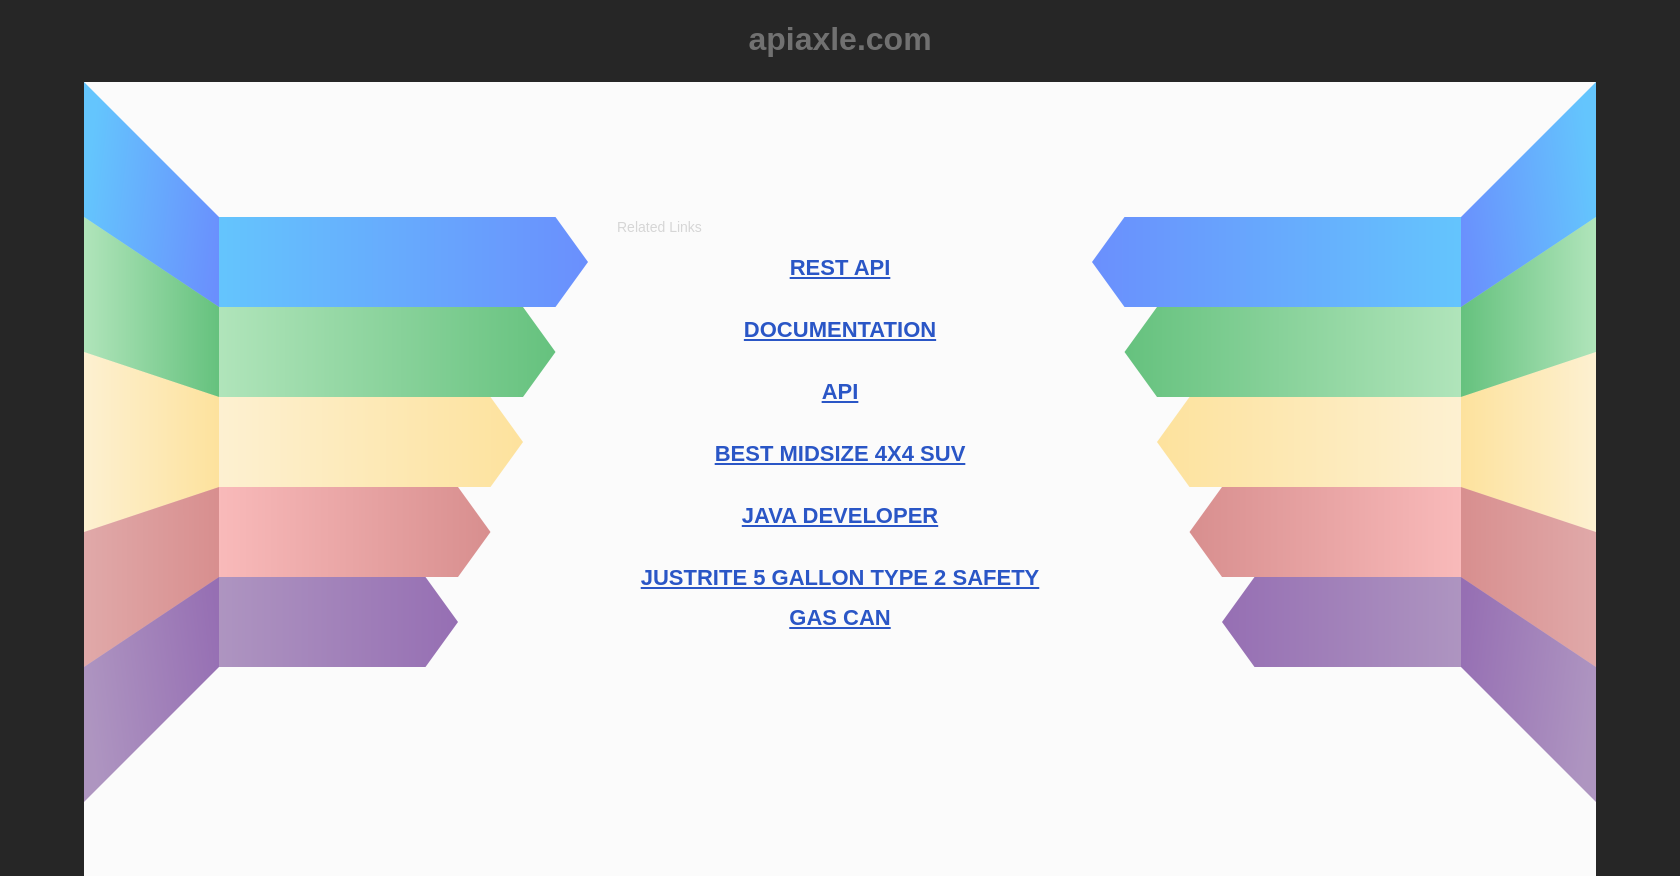 apiaxle.com
Related Links
REST API
DOCUMENTATION
API
BEST MIDSIZE 4X4 SUV
JAVA DEVELOPER
JUSTRITE 5 GALLON TYPE 2 SAFETY
GAS CAN